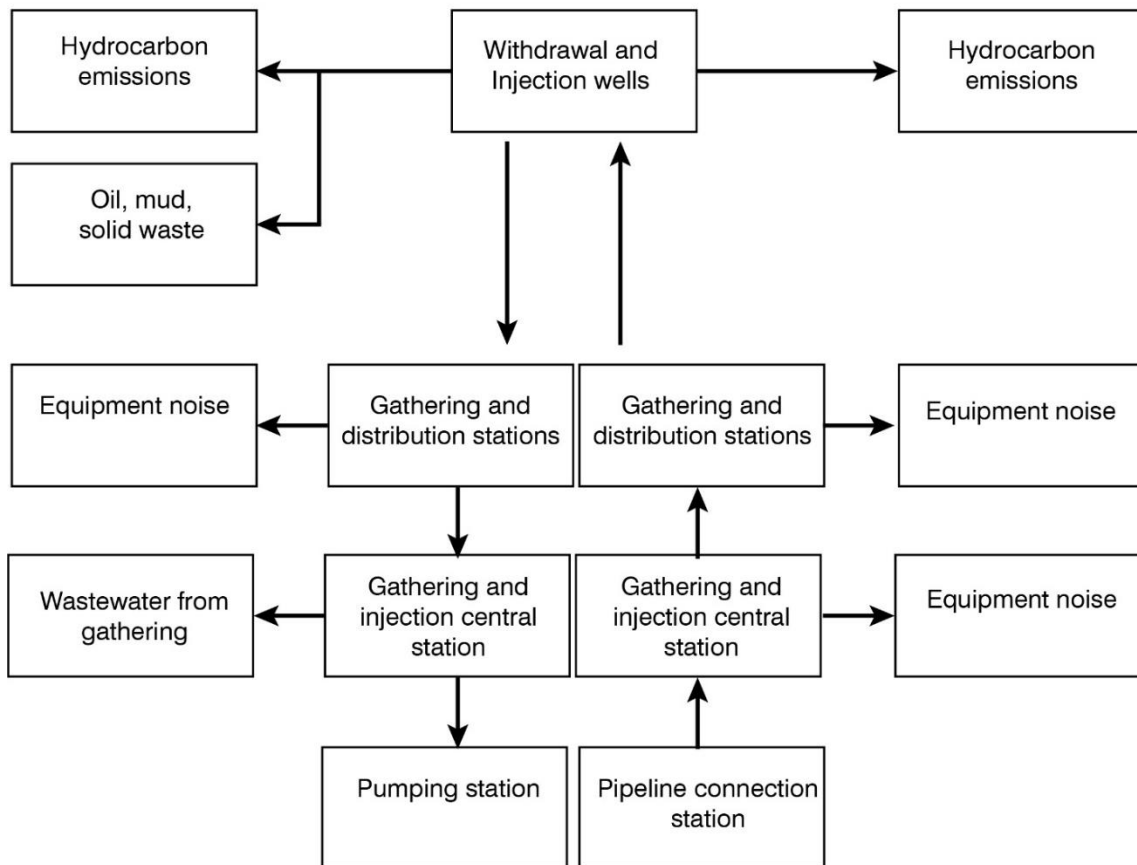 Hydrocarbon
emissions
Withdrawal and
Injection wells
Hydrocarbon
emissions
Oil, mud,
solid waste
Equipment noise
Gathering and
distribution stations
Gathering and
distribution stations
Equipment noise
Wastewater from
gathering
Gathering and
injection central
station
Gathering and
injection central
station
Equipment noise
Pumping station
Pipeline connection
station